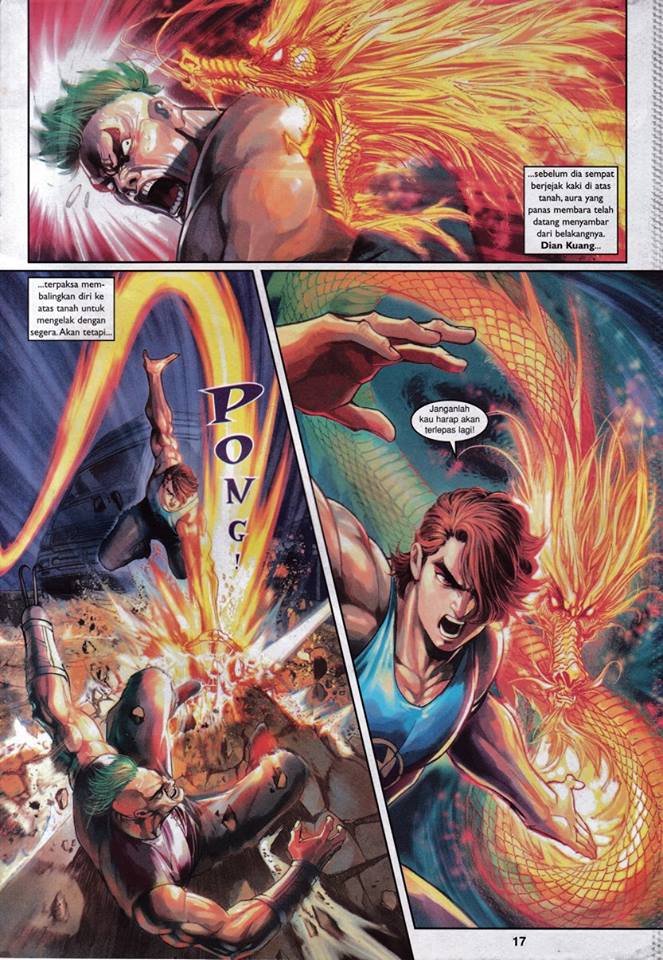 ...sebelum dia sempat
berjejak kaki di atas
tanah, aura yang
panas membara telah
datang menyambar
dari belakangnya.
Dian Kuang...
...terpaksa mem-
balingkan diri ke
atas tanah untuk
mengelak dengan
segera. Akan tetapi...
PONG!
Janganlah
kau harap akan
terlepas lagi!
17